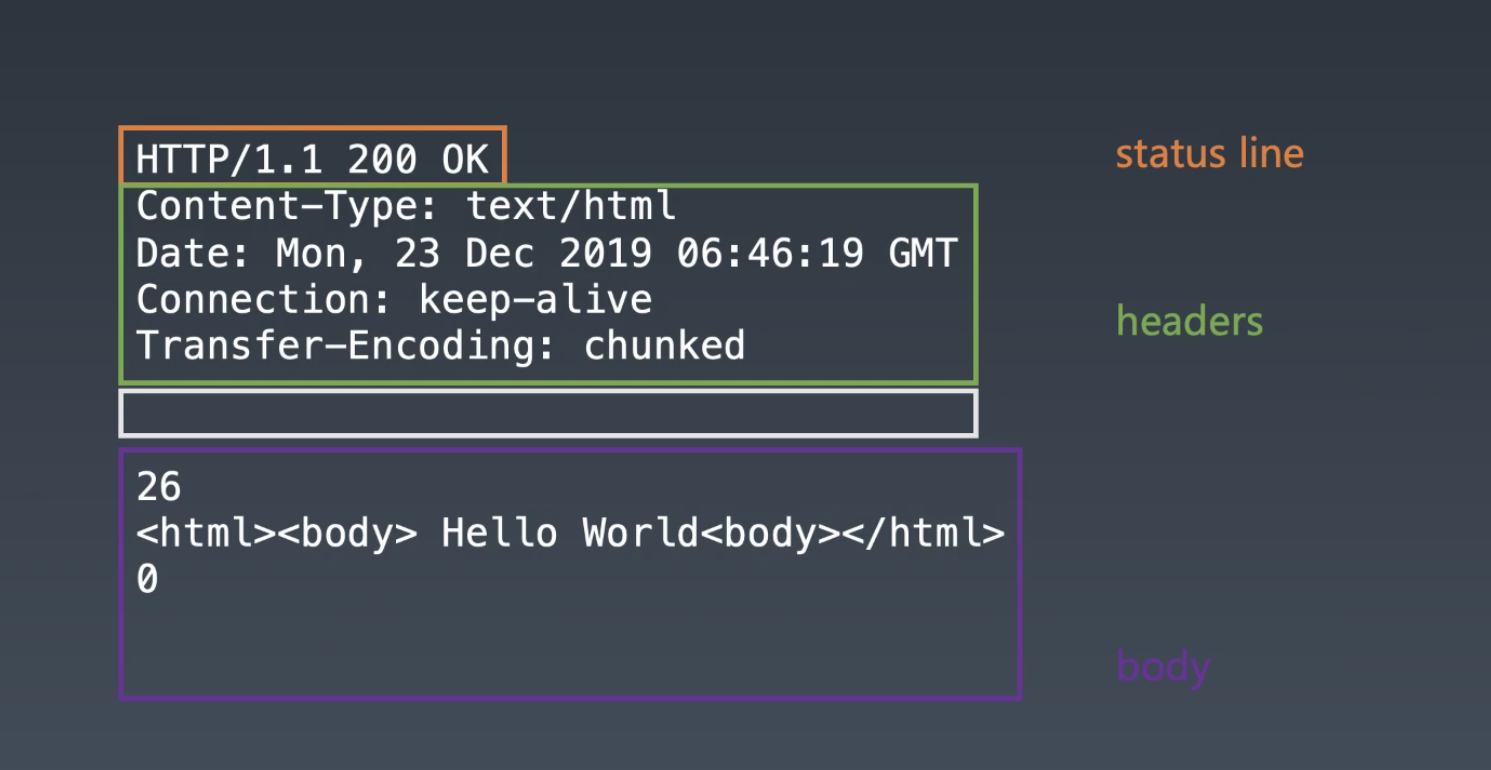 HTTP/1.1 200 OK
status line
Content-Type: text/html
Date: Mon, 23 Dec 2019 06:46:19 GMT
Connection: keep-alive
Transfer-Encoding: chunked
headers
26
<html><body> Hello World<body></html>
0
body